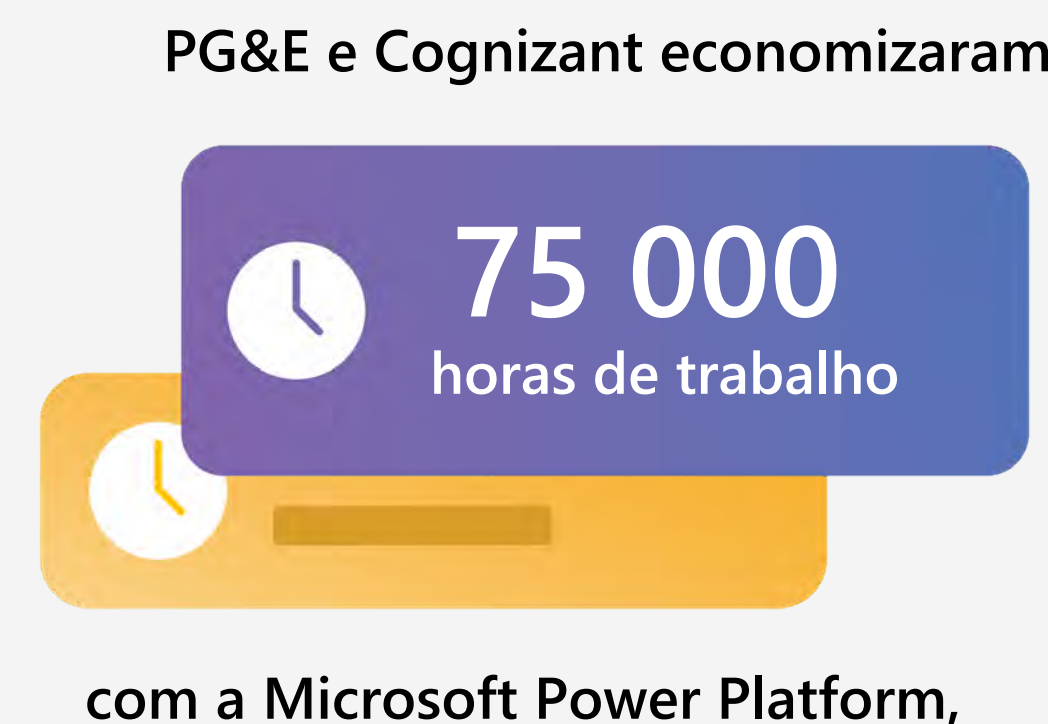 PG&E e Cognizant economizaram
75 000
horas de trabalho
com a Microsoft Power Platform,